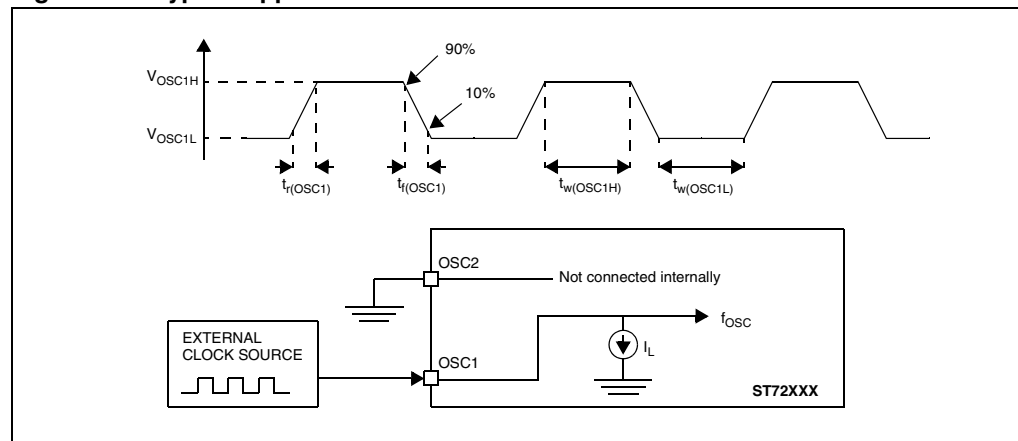 90%
V_OSC1H
10%
V_OSC1L
t_r(OSC1)
t_f(OSC1)
t_w(OSC1H)
t_w(OSC1L)
OSC2
Not connected internally
f_OSC
EXTERNAL
CLOCK SOURCE
I_L
OSC1
ST72XXX